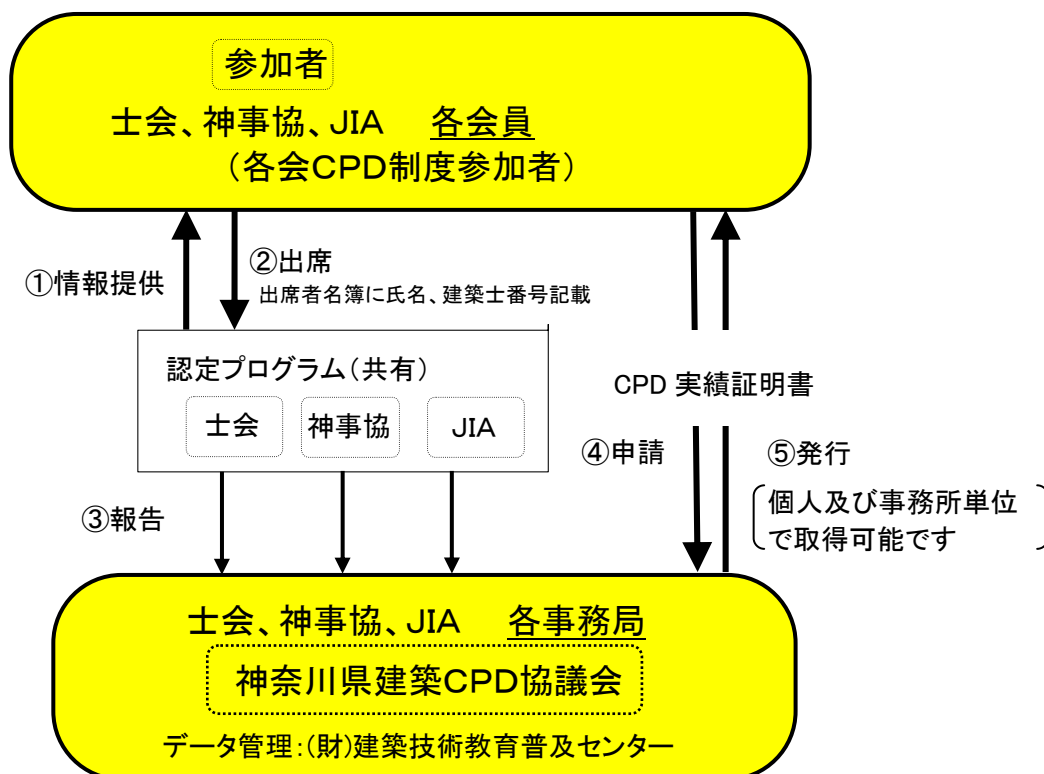 参加者
士会、神事協、JIA　各会員
（各会CPD制度参加者）
①情報提供
②出席
出席者名簿に氏名、建築士番号記載
認定プログラム（共有）
士会　神事協　JIA
CPD 実績証明書
③報告
④申請
⑤発行
個人及び事務所単位
で取得可能です
士会、神事協、JIA　各事務局
神奈川県建築CPD協議会
データ管理：(財)建築技術教育普及センター